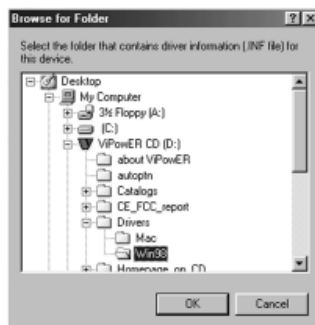 Browse for Folder
Select the folder that contains driver information (.INF file) for
this device.
Desktop
My Computer
3½ Floppy (A:)
(C:)
ViPowER CD (D:)
about ViPowER
autoptn
Catalogs
CE_FCC_report
Drivers
Mac
Win98
Homepage_on_CD
OK Cancel